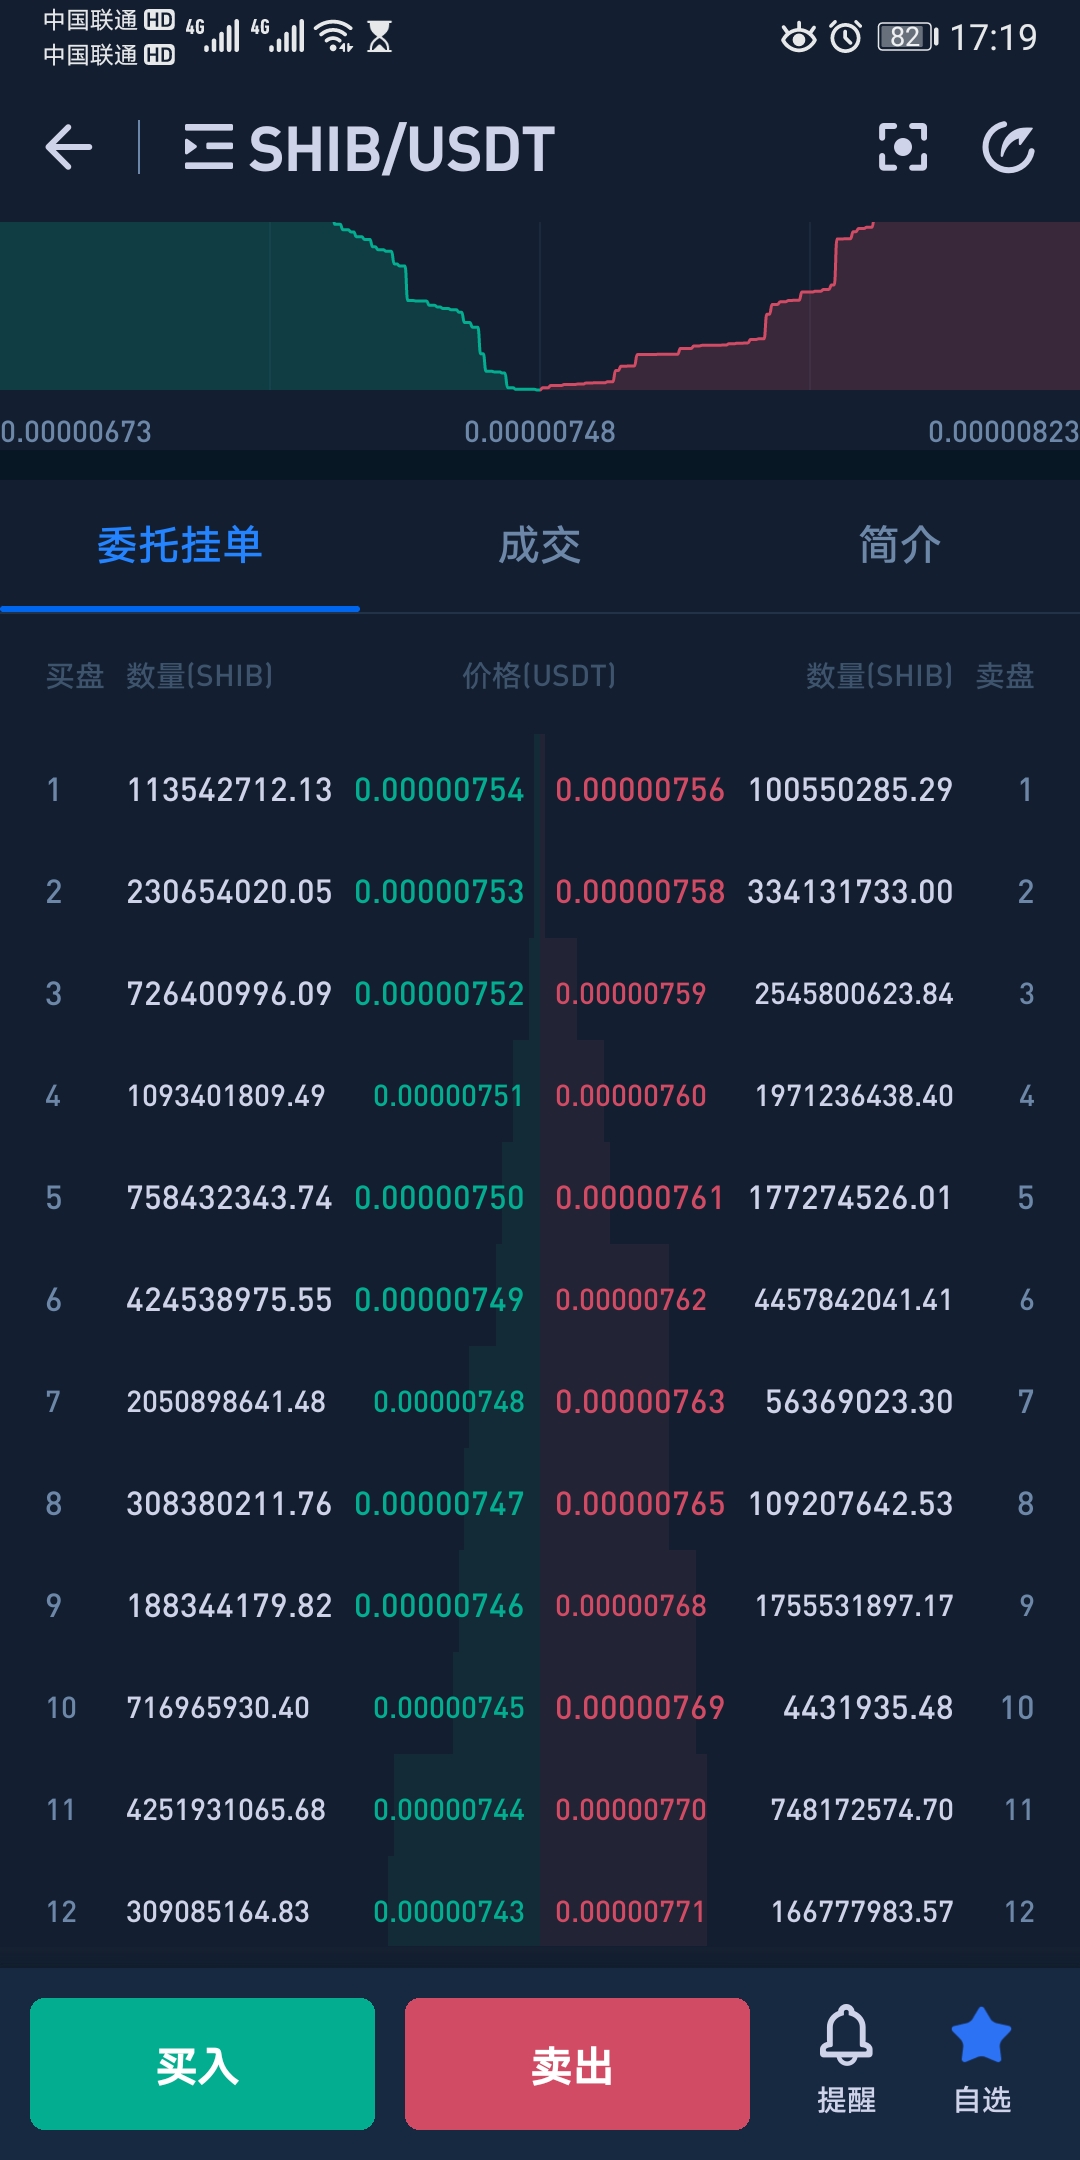 中国联通 HD 4G 4G 82 17:19
中国联通 HD
SHIB/USDT
0.00000673 0.00000748 0.00000823
委托挂单 成交 简介
买盘 数量(SHIB) 价格(USDT) 数量(SHIB) 卖盘
1 113542712.13 0.00000754 0.00000756 100550285.29 1
2 230654020.05 0.00000753 0.00000758 334131733.00 2
3 726400996.09 0.00000752 0.00000759 2545800623.84 3
4 1093401809.49 0.00000751 0.00000760 1971236438.40 4
5 758432343.74 0.00000750 0.00000761 177274526.01 5
6 424538975.55 0.00000749 0.00000762 4457842041.41 6
7 2050898641.48 0.00000748 0.00000763 56369023.30 7
8 308380211.76 0.00000747 0.00000765 109207642.53 8
9 188344179.82 0.00000746 0.00000768 1755531897.17 9
10 716965930.40 0.00000745 0.00000769 4431935.48 10
11 4251931065.68 0.00000744 0.00000770 748172574.70 11
12 309085164.83 0.00000743 0.00000771 166777983.57 12
买入 卖出 提醒 自选